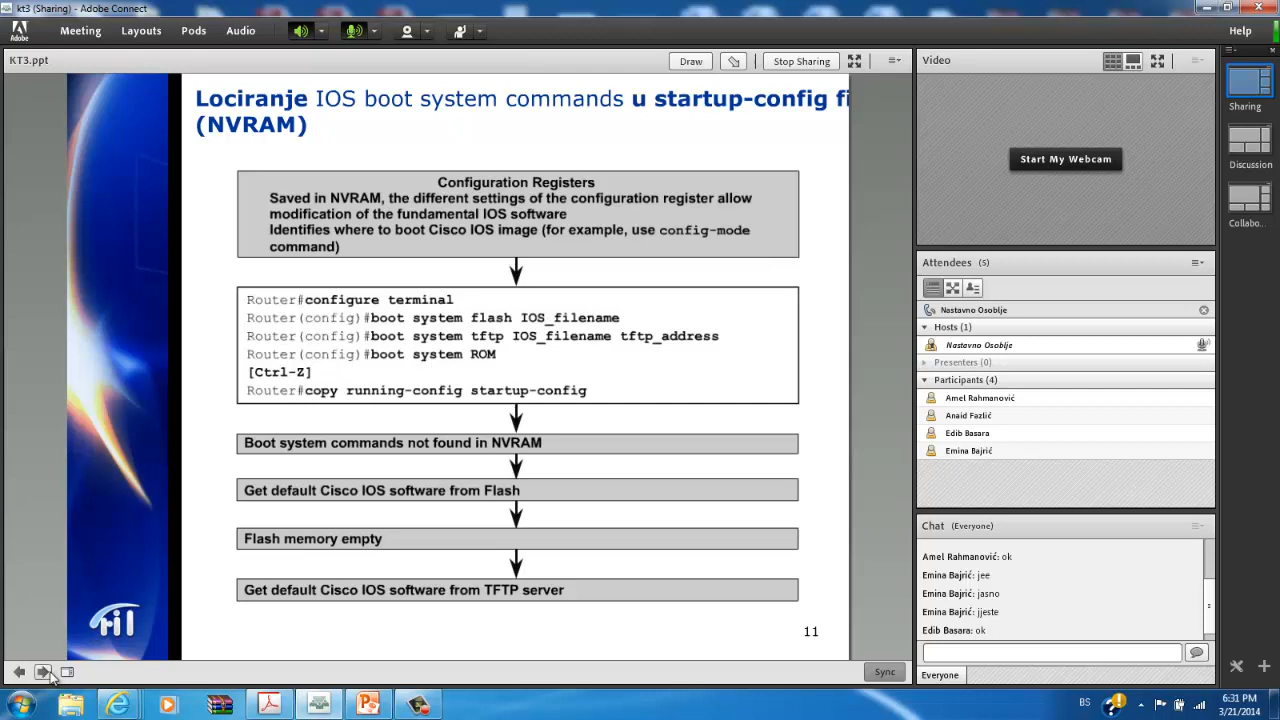 kt3 (Sharing) - Adobe Connect
Adobe
Meeting
Layouts
Pods
Audio
Help
KT3.ppt
Draw
Stop Sharing
Lociranje IOS boot system commands u startup-config fi
(NVRAM)
Configuration Registers
Saved in NVRAM, the different settings of the configuration register allow
modification of the fundamental IOS software
Identifies where to boot Cisco IOS image (for example, use config-mode
command)
Router#configure terminal
Router(config)#boot system flash IOS_filename
Router(config)#boot system tftp IOS_filename tftp_address
Router(config)#boot system ROM
[Ctrl-Z]
Router#copy running-config startup-config
Boot system commands not found in NVRAM
Get default Cisco IOS software from Flash
Flash memory empty
Get default Cisco IOS software from TFTP server
11
Sync
Video
Start My Webcam
Attendees (5)
Nastavno Osoblje
Hosts (1)
Nastavno Osoblje
Presenters (0)
Participants (4)
Amel Rahmanović
Anaid Fazlić
Edib Basara
Emina Bajrić
Chat (Everyone)
Amel Rahmanović: ok
Emina Bajrić: jee
Emina Bajrić: jasno
Emina Bajrić: jjeste
Edib Basara: ok
Everyone
Sharing
Discussion
Collabo...
BS
6:31 PM
3/21/2014